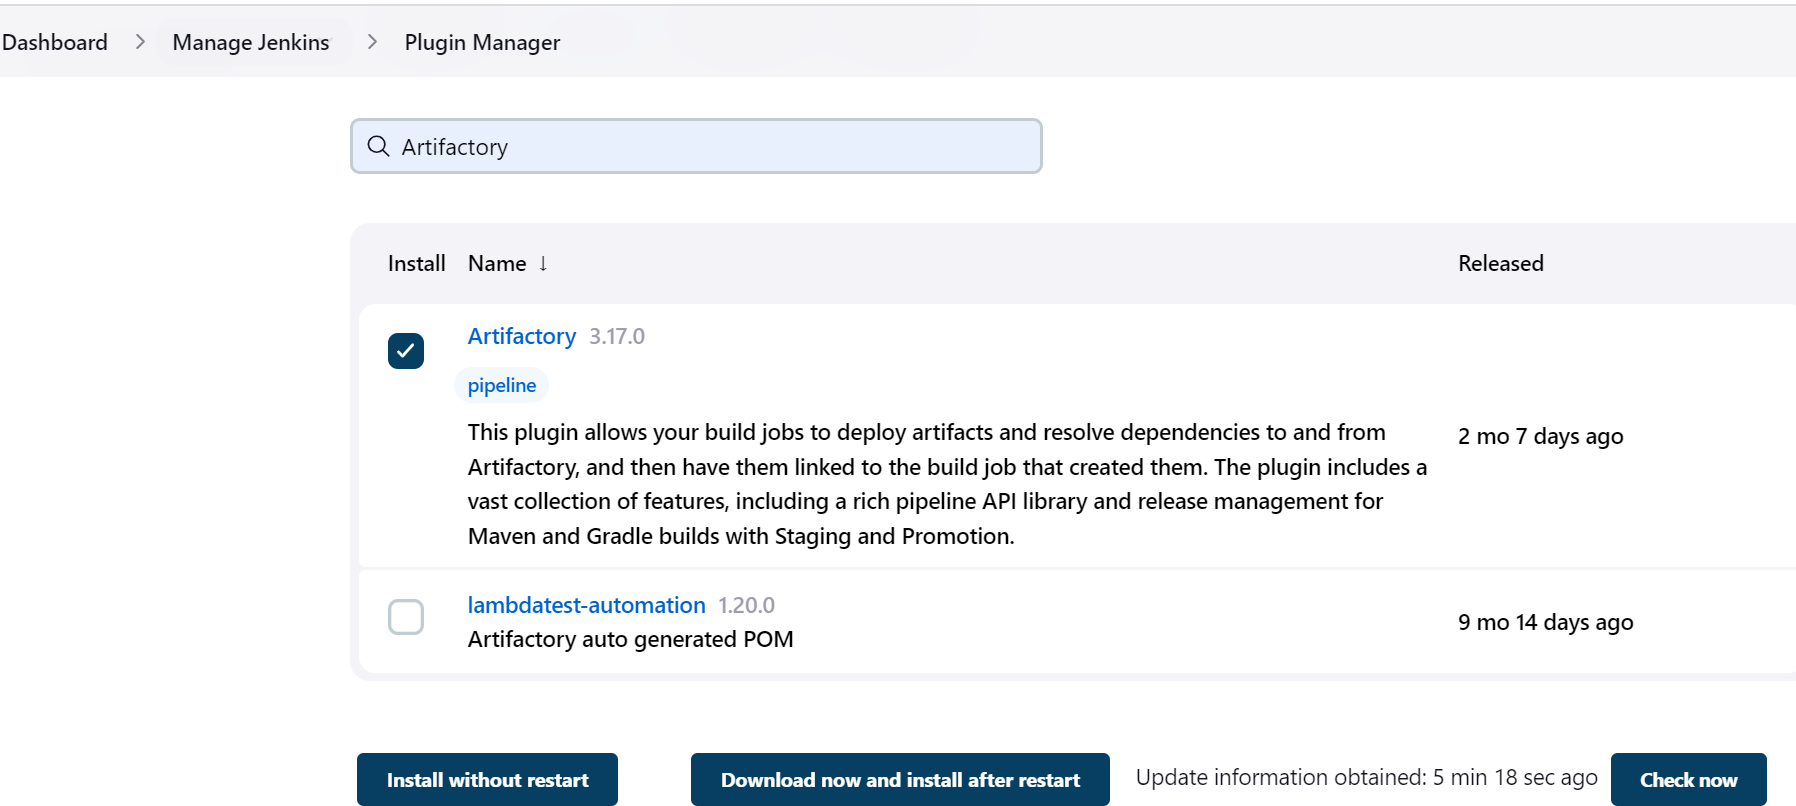 Dashboard > Manage Jenkins > Plugin Manager
Artifactory
Install Name ↓ Released
Artifactory 3.17.0
pipeline
This plugin allows your build jobs to deploy artifacts and resolve dependencies to and from
Artifactory, and then have them linked to the build job that created them. The plugin includes a
vast collection of features, including a rich pipeline API library and release management for
Maven and Gradle builds with Staging and Promotion.
2 mo 7 days ago
lambdatest-automation 1.20.0
Artifactory auto generated POM
9 mo 14 days ago
Install without restart Download now and install after restart Update information obtained: 5 min 18 sec ago Check now